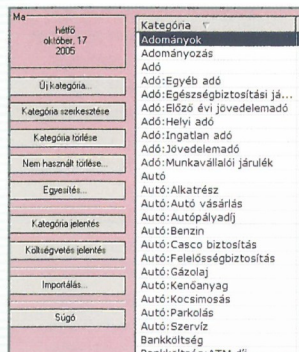 Ma
hétfő
október, 17
2005
Új kategória...
Kategória szerkesztése
Kategória törlése
Nem használt törlése...
Egyesítés...
Kategória jelentés
Költségvetés jelentés
Importálás...
Súgó
Kategória
Adományok
Adományozás
Adó
Adó:Egyéb adó
Adó:Egészségbiztosítási já...
Adó:Előző évi jövedelemadó
Adó:Helyi adó
Adó:Ingatlan adó
Adó:Jövedelemadó
Adó:Munkavállalói járulék
Autó
Autó:Alkatrész
Autó:Autó vásárlás
Autó:Autópályadíj
Autó:Benzin
Autó:Casco biztosítás
Autó:Felelősségbiztosítás
Autó:Gázolaj
Autó:Kenőanyag
Autó:Kocsimosás
Autó:Parkolás
Autó:Szervíz
Bankköltség